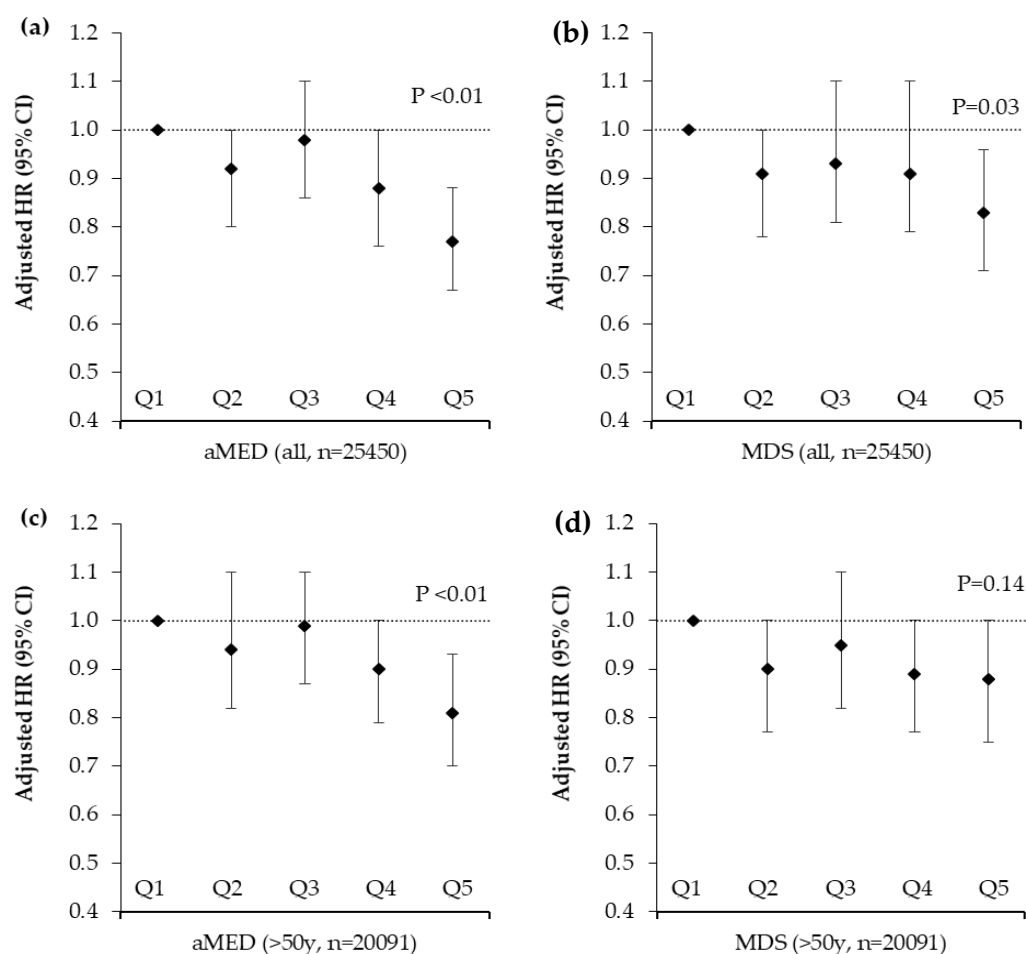 (a)
Adjusted HR (95% CI)
1.2
1.1
1.0
0.9
0.8
0.7
0.6
0.5
0.4
P <0.01
Q1 Q2 Q3 Q4 Q5
aMED (all, n=25450)
(b)
Adjusted HR (95% CI)
1.2
1.1
1.0
0.9
0.8
0.7
0.6
0.5
0.4
P=0.03
Q1 Q2 Q3 Q4 Q5
MDS (all, n=25450)
(c)
Adjusted HR (95% CI)
1.2
1.1
1.0
0.9
0.8
0.7
0.6
0.5
0.4
P <0.01
Q1 Q2 Q3 Q4 Q5
aMED (>50y, n=20091)
(d)
Adjusted HR (95% CI)
1.2
1.1
1.0
0.9
0.8
0.7
0.6
0.5
0.4
P=0.14
Q1 Q2 Q3 Q4 Q5
MDS (>50y, n=20091)